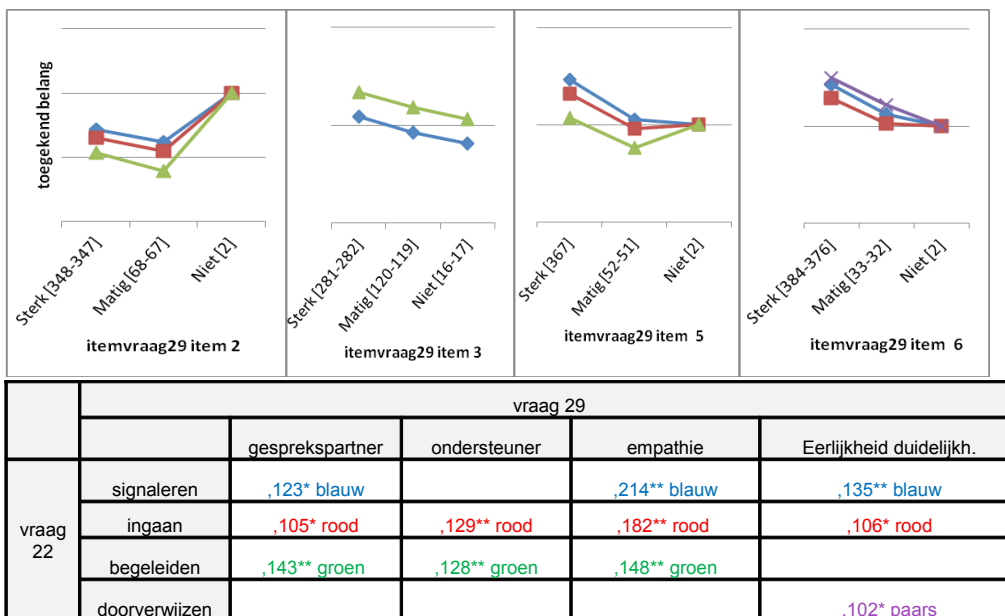 toegekend belang
Sterk [348-347]
Matig [68-67]
Niet [2]
itemvraag29 item 2
Sterk [281-282]
Matig [120-119]
Niet [16-17]
itemvraag29 item 3
Sterk [367]
Matig [52-51]
Niet [2]
itemvraag29 item 5
Sterk [384-376]
Matig [33-32]
Niet [2]
itemvraag29 item 6
vraag 29
gesprekspartner ondersteuner empathie Eerlijkheid duidelijkh.
vraag 22
signaleren ,123* blauw ,214** blauw ,135** blauw
ingaan ,105* rood ,129** rood ,182** rood ,106* rood
begeleiden ,143** groen ,128** groen ,148** groen
doorverwijzen ,102* paars